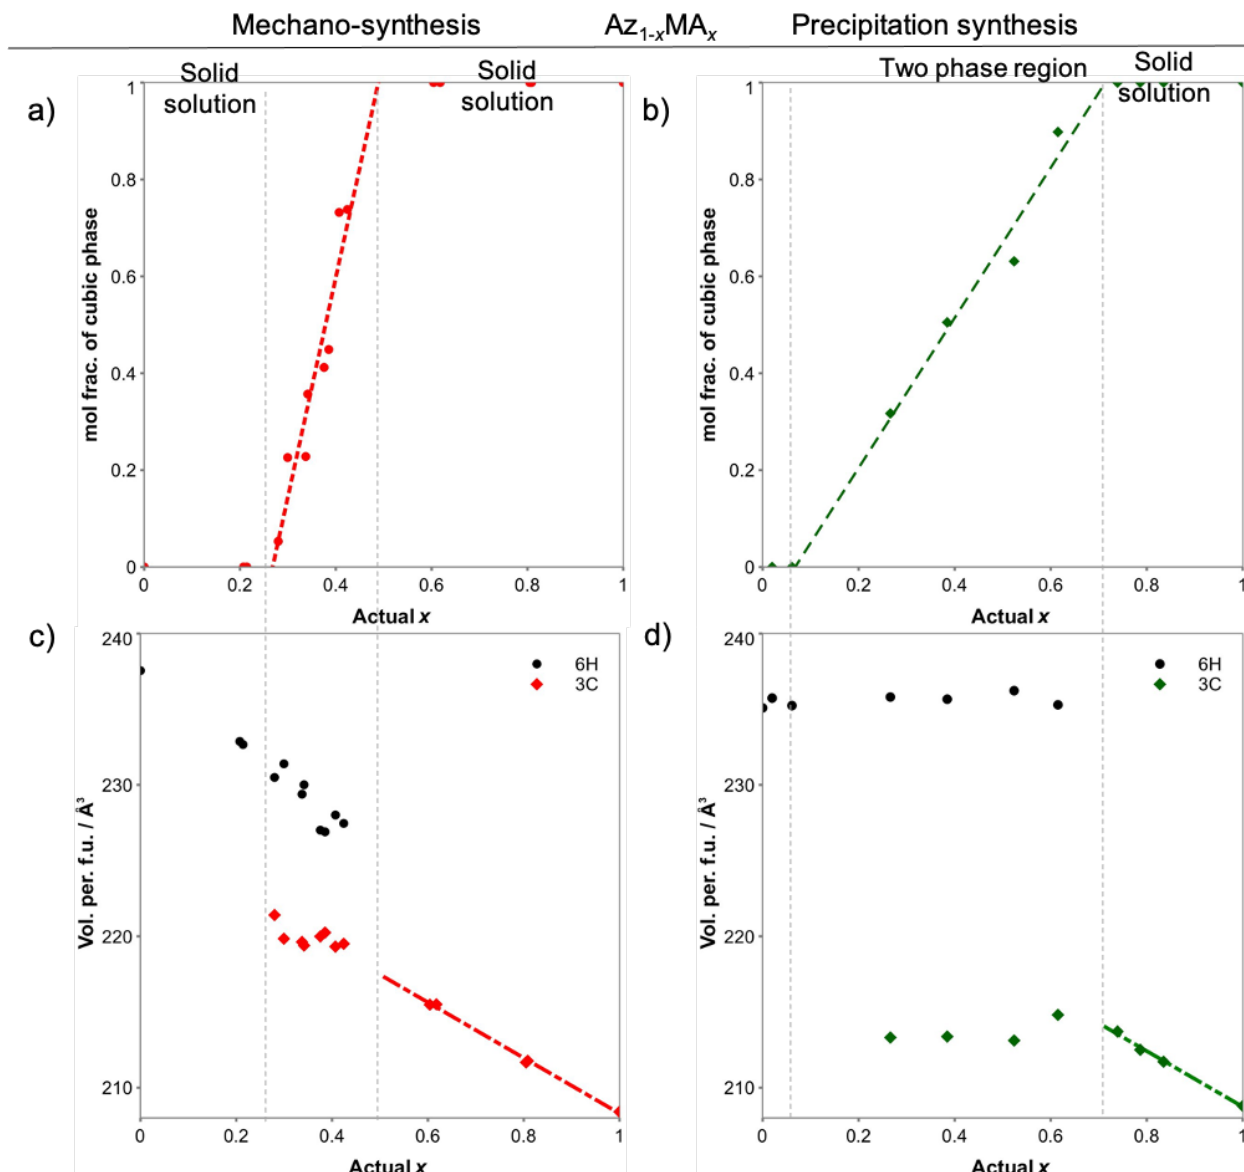 Mechano-synthesis Az1-xMAx Precipitation synthesis
Solid solution
Solid solution
Two phase region
Solid solution
a)
1
0.8
0.6
0.4
0.2
0
mol frac. of cubic phase
0 0.2 0.4 0.6 0.8 1
Actual x
b)
1
0.8
0.6
0.4
0.2
0
mol frac. of cubic phase
0 0.2 0.4 0.6 0.8 1
Actual x
c)
240
230
220
210
Vol. per. f.u. / Å³
6H
3C
0 0.2 0.4 0.6 0.8 1
Actual x
d)
240
230
220
210
Vol. per. f.u. / Å³
6H
3C
0 0.2 0.4 0.6 0.8 1
Actual x